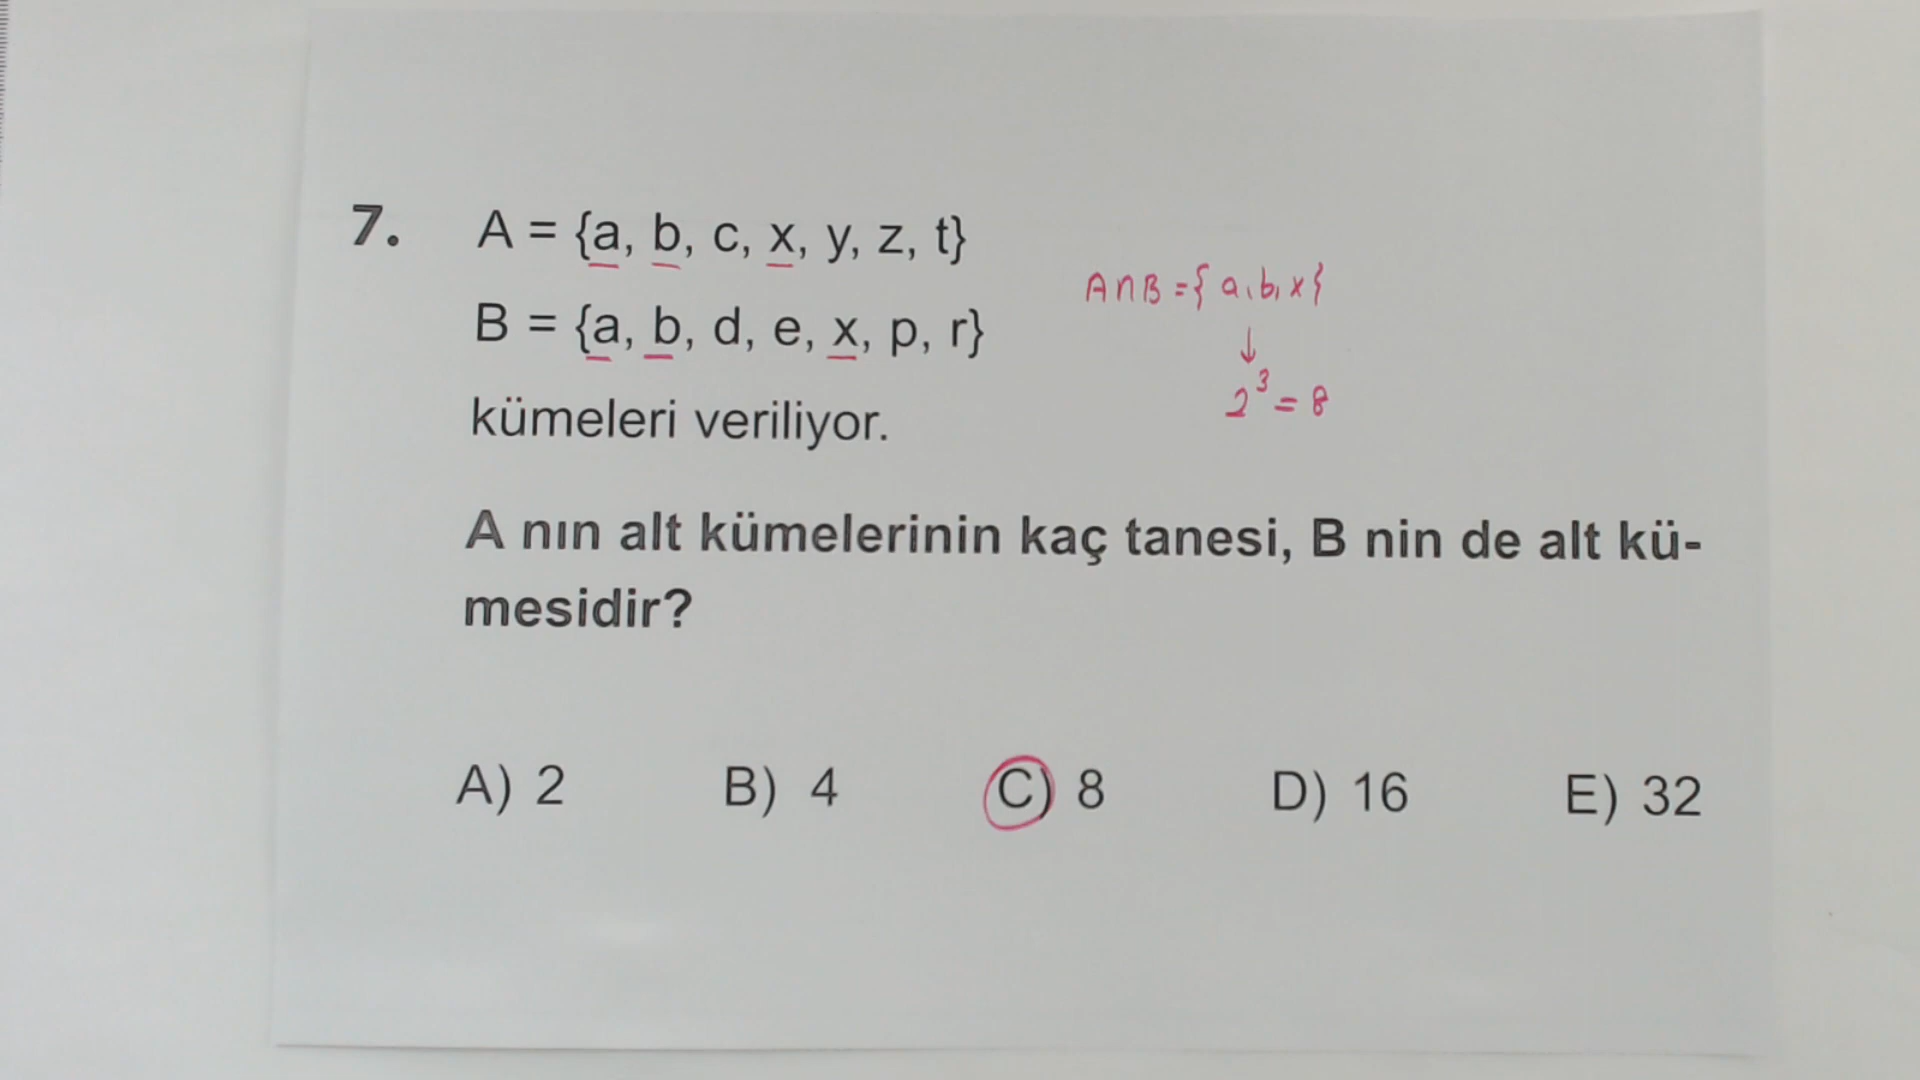 7. A = {a, b, c, x, y, z, t}
B = {a, b, d, e, x, p, r}
A∩B = {a, b, x}
↓
2³ = 8
kümeleri veriliyor.
A nın alt kümelerinin kaç tanesi, B nin de alt kü-
mesidir?
A) 2 B) 4 C) 8 D) 16 E) 32